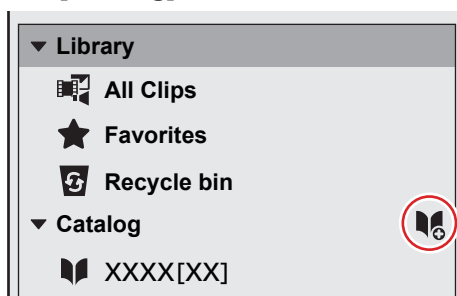 Library
All Clips
Favorites
Recycle bin
Catalog
XXXX[XX]